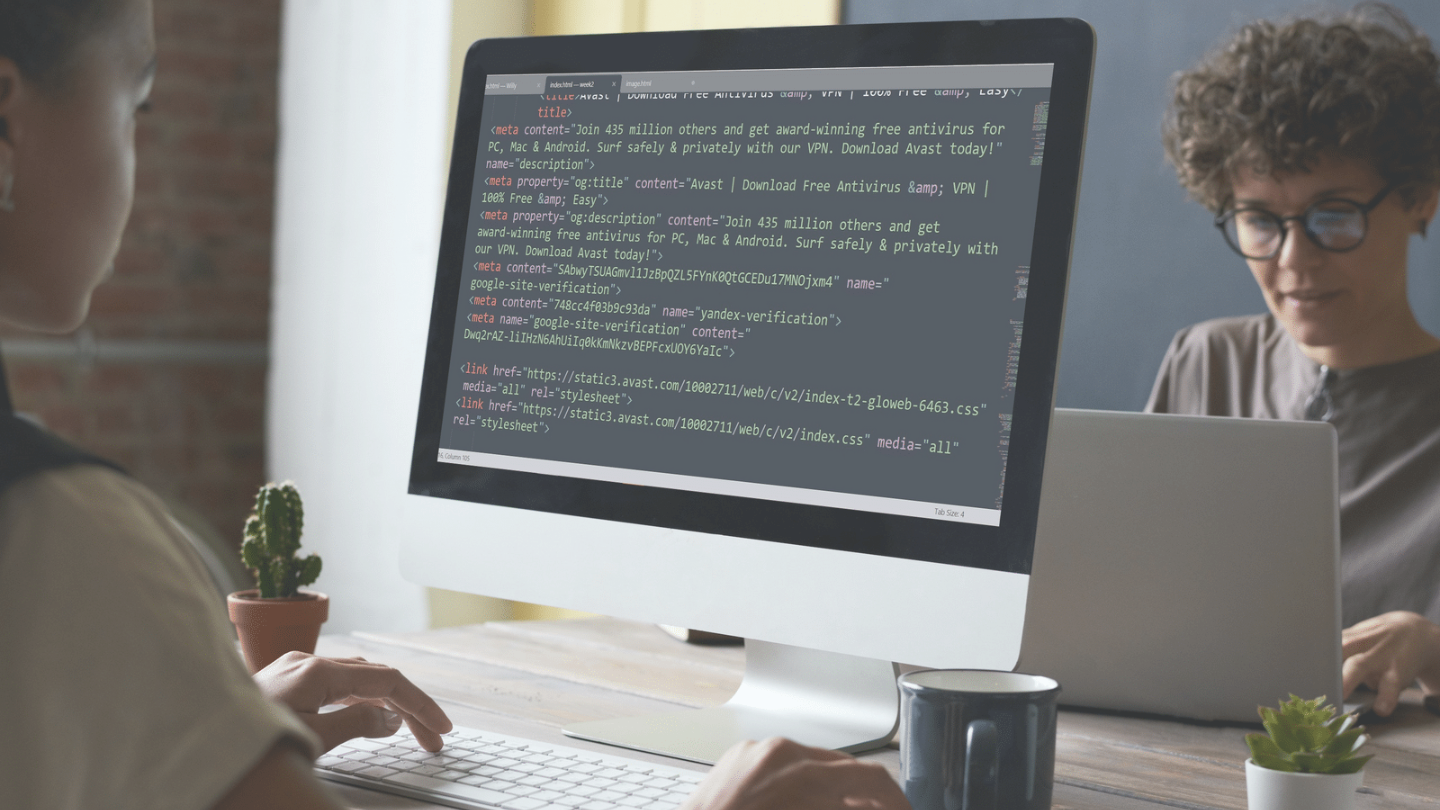 index.html — week2
image.html
<title>Avast | Download Free Antivirus &amp; VPN | 100% Free &amp; Easy</
title>
<meta content="Join 435 million others and get award-winning free antivirus for
PC, Mac & Android. Surf safely & privately with our VPN. Download Avast today!"
name="description">
<meta property="og:title" content="Avast | Download Free Antivirus &amp; VPN |
100% Free &amp; Easy">
<meta property="og:description" content="Join 435 million others and get
award-winning free antivirus for PC, Mac & Android. Surf safely & privately with
our VPN. Download Avast today!">
<meta content="SAbwyTSUAGmvl1JzBpQZL5FYnK0QtGCEDu17MNOjxm4" name="
google-site-verification">
<meta content="748cc4f03b9c93da" name="yandex-verification">
<meta name="google-site-verification" content="
Dwq2rAZ-liIHzN6AhUiIq0kKmNkzvBEPFcxUOY6YaIc">
<link href="https://static3.avast.com/10002711/web/c/v2/index-t2-gloweb-6463.css"
media="all" rel="stylesheet">
<link href="https://static3.avast.com/10002711/web/c/v2/index.css" media="all"
rel="stylesheet">
Tab Size: 4